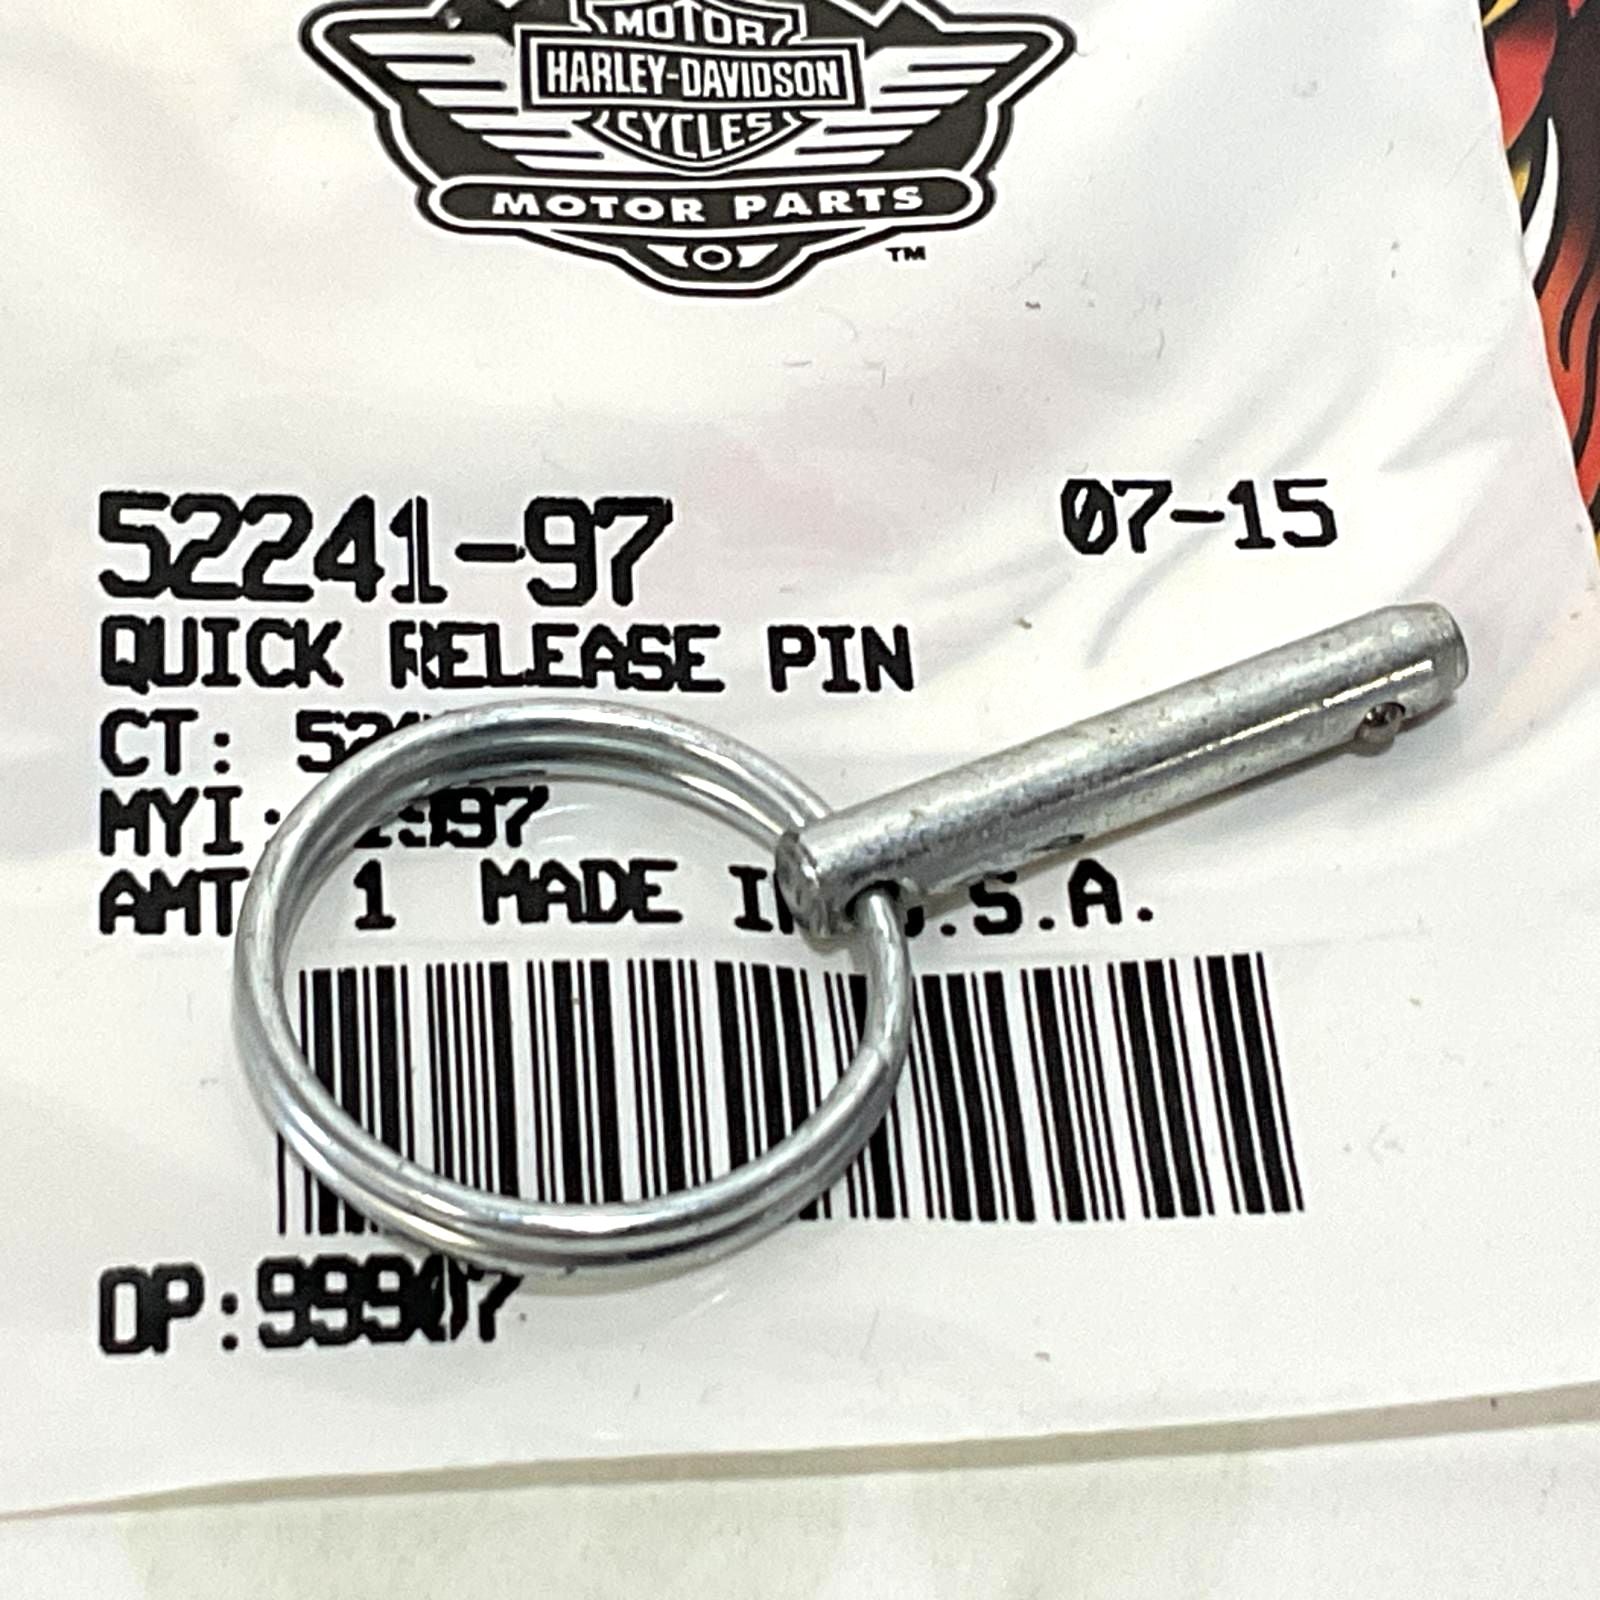 MOTOR
HARLEY-DAVIDSON
CYCLES
MOTOR PARTS
TM
52241-97
07-15
QUICK RELEASE PIN
CT:
MYI:
AMT 1 MADE IN U.S.A.
OP:99907